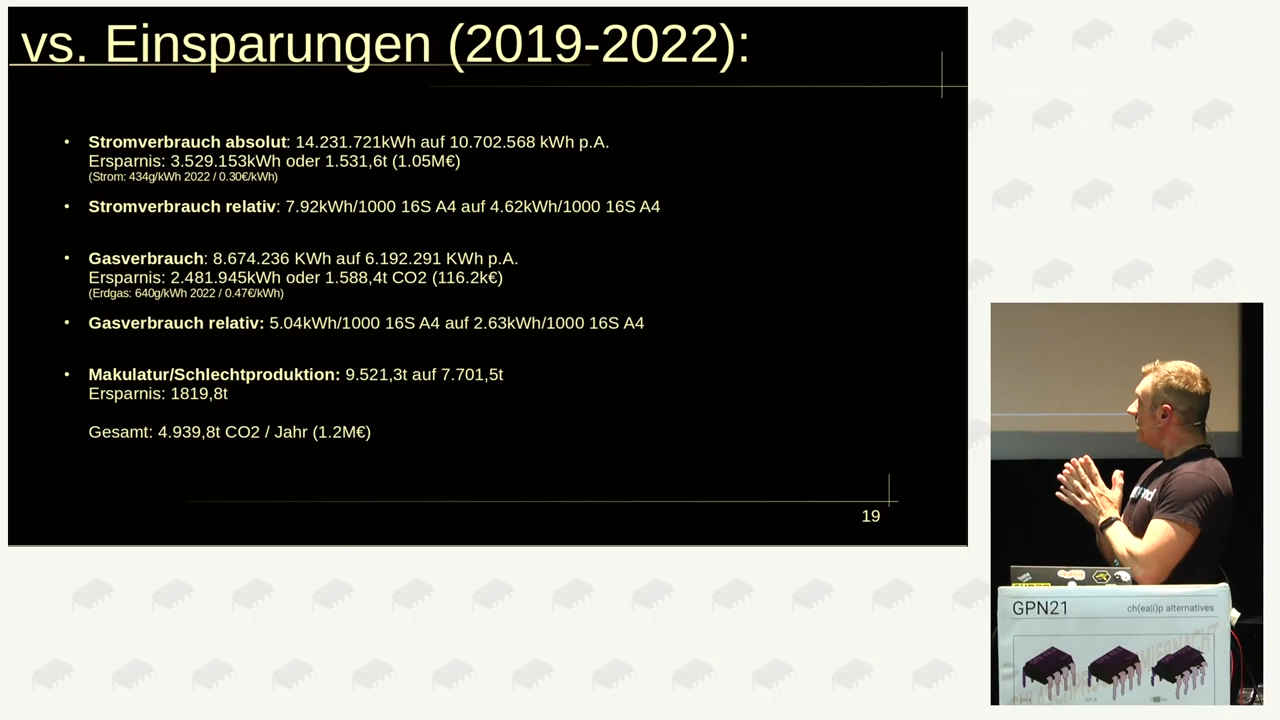 vs. Einsparungen (2019-2022):
• Stromverbrauch absolut: 14.231.721kWh auf 10.702.568 kWh p.A.
Ersparnis: 3.529.153kWh oder 1.531,6t (1.05M€)
(Strom: 434g/kWh 2022 / 0.30€/kWh)
• Stromverbrauch relativ: 7.92kWh/1000 16S A4 auf 4.62kWh/1000 16S A4
• Gasverbrauch: 8.674.236 KWh auf 6.192.291 KWh p.A.
Ersparnis: 2.481.945kWh oder 1.588,4t CO2 (116.2k€)
(Erdgas: 640g/kWh 2022 / 0.47€/kWh)
• Gasverbrauch relativ: 5.04kWh/1000 16S A4 auf 2.63kWh/1000 16S A4
• Makulatur/Schlechtproduktion: 9.521,3t auf 7.701,5t
Ersparnis: 1819,8t
Gesamt: 4.939,8t CO2 / Jahr (1.2M€)
19
GPN21
ch(ea|i)p alternatives